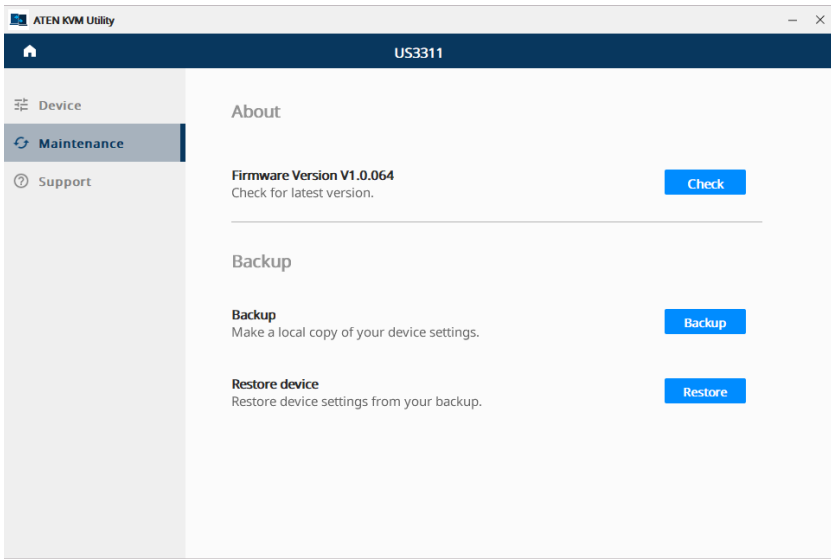 ATEN KVM Utility
US3311
Device
Maintenance
Support
About
Firmware Version V1.0.064
Check for latest version.
Check
Backup
Backup
Make a local copy of your device settings.
Backup
Restore device
Restore device settings from your backup.
Restore